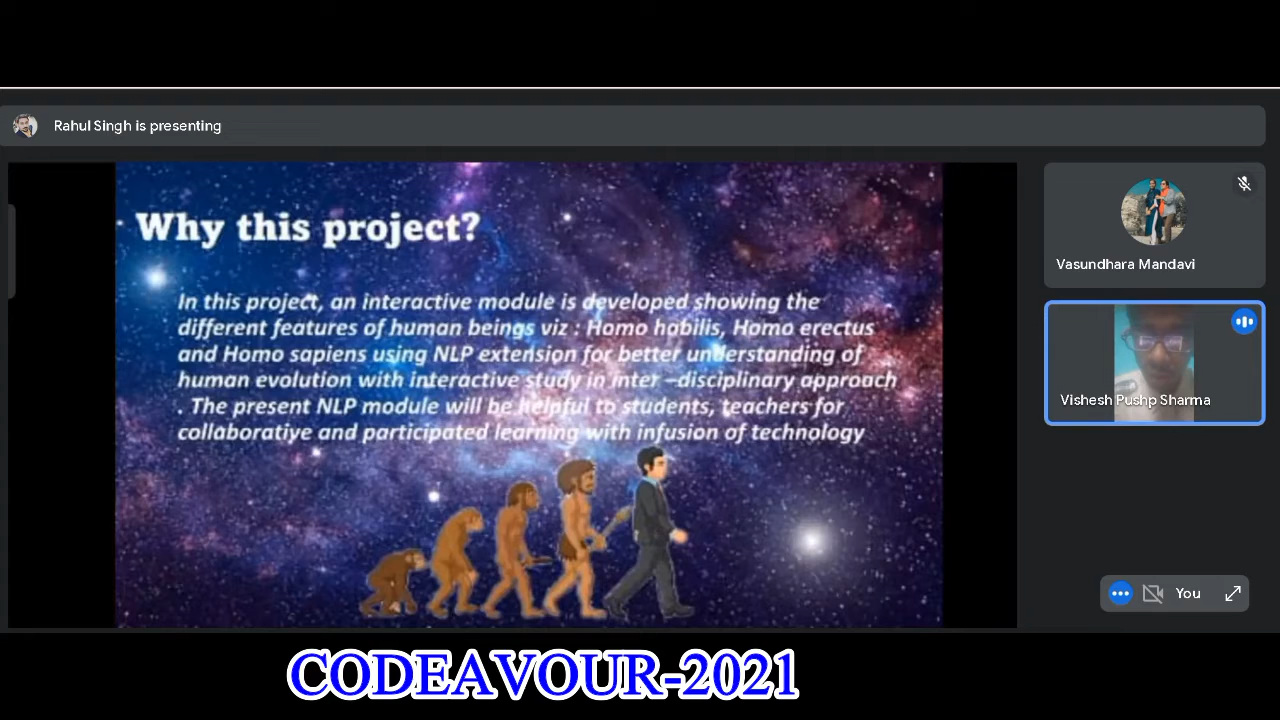 Rahul Singh is presenting
Why this project?
In this project, an interactive module is developed showing the
different features of human beings viz : Homo habilis, Homo erectus
and Homo sapiens using NLP extension for better understanding of
human evolution with interactive study in inter –disciplinary approach
. The present NLP module will be helpful to students, teachers for
collaborative and participated learning with infusion of technology
Vasundhara Mandavi
Vishesh Pushp Sharma
You
CODEAVOUR-2021